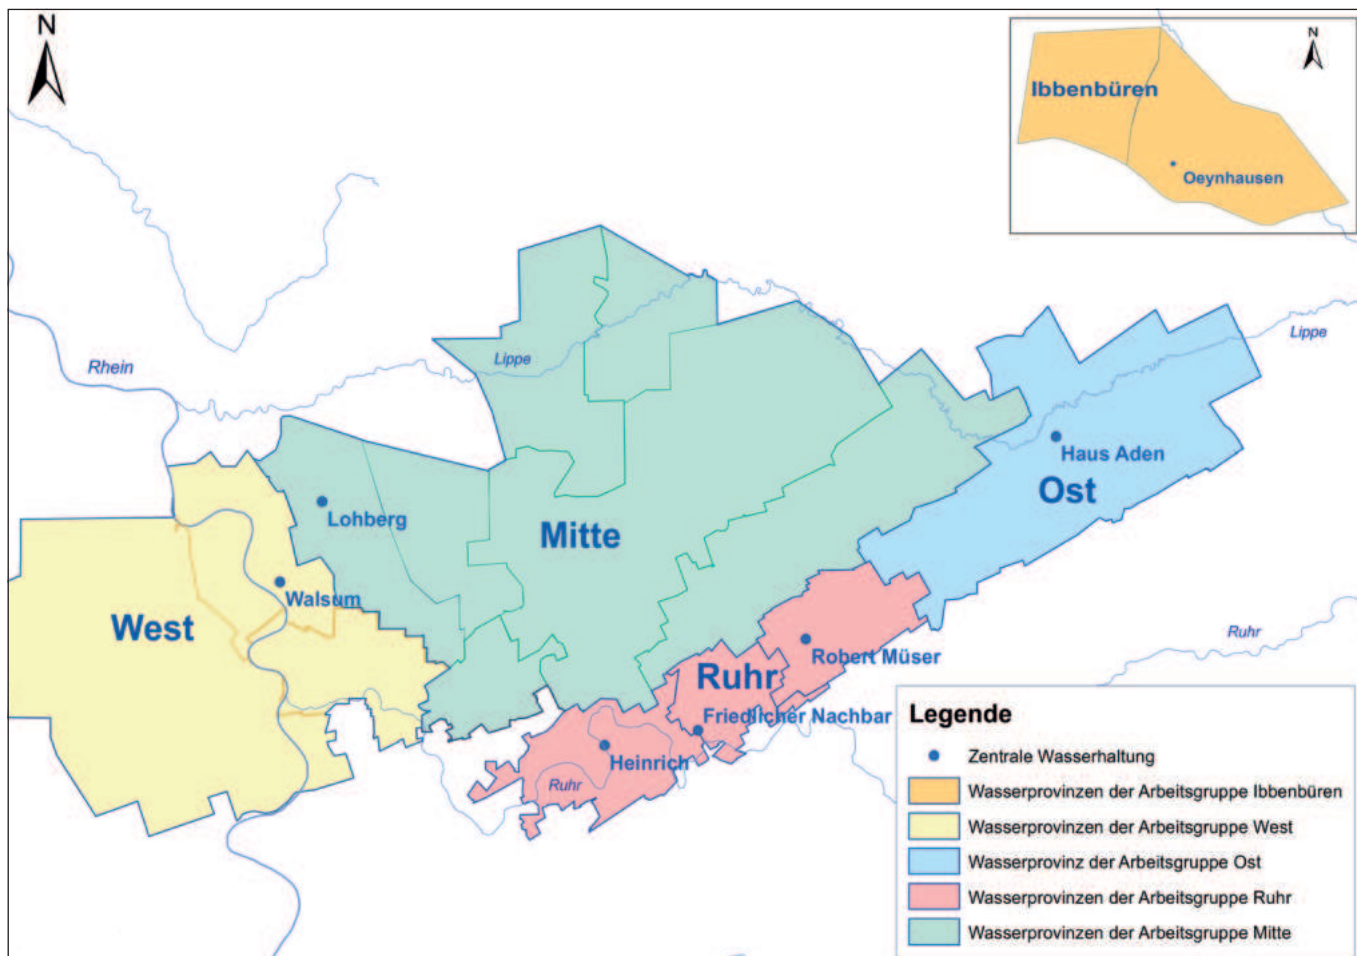 N
N
Ibbenbüren
Oeynhausen
Rhein
Lippe
Lippe
Haus Aden
Ost
Lohberg
Mitte
Walsum
West
Ruhr
Robert Müser
Ruhr
Friedlicher Nachbar
Heinrich
Ruhr
Legende
Zentrale Wasserhaltung
Wasserprovinzen der Arbeitsgruppe Ibbenbüren
Wasserprovinzen der Arbeitsgruppe West
Wasserprovinz der Arbeitsgruppe Ost
Wasserprovinzen der Arbeitsgruppe Ruhr
Wasserprovinzen der Arbeitsgruppe Mitte